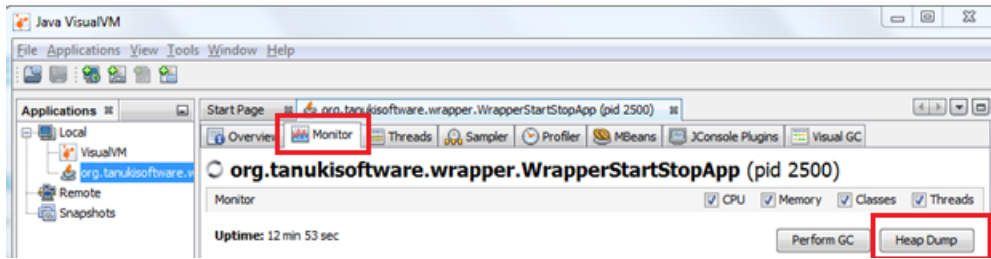 Java VisualVM
File Applications View Tools Window Help
Applications
Start Page org.tanukisoftware.wrapper.WrapperStartStopApp (pid 2500)
Local
VisualVM
org.tanukisoftware.w
Remote
Snapshots
Overview Monitor Threads Sampler Profiler MBeans JConsole Plugins Visual GC
org.tanukisoftware.wrapper.WrapperStartStopApp (pid 2500)
Monitor CPU Memory Classes Threads
Uptime: 12 min 53 sec
Perform GC Heap Dump